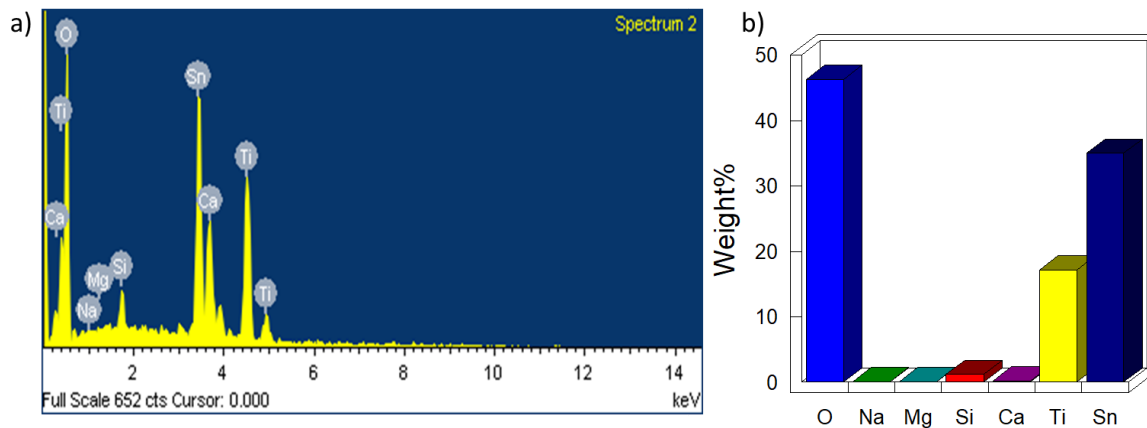 a)
Spectrum 2
O
Ti
Sn
Ti
Ca
Ca
Mg
Si
Ti
Na
2 4 6 8 10 12 14
Full Scale 652 cts Cursor: 0.000 keV
b)
Weight%
50
40
30
20
10
0
O Na Mg Si Ca Ti Sn